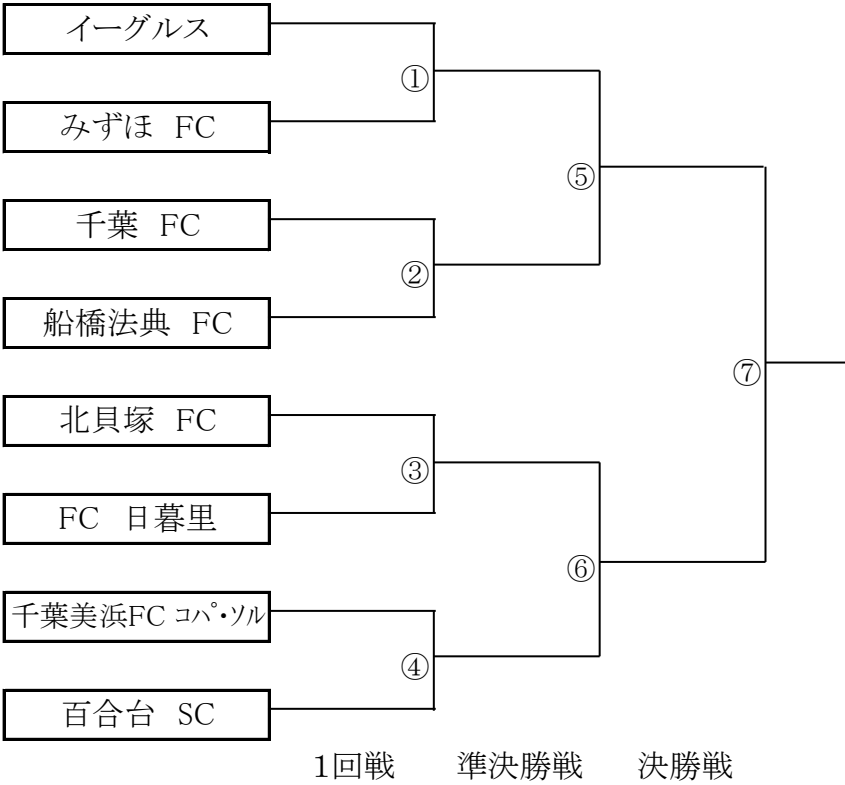 イーグルス
①
みずほ FC
⑤
千葉 FC
②
船橋法典 FC
⑦
北貝塚 FC
③
FC 日暮里
⑥
千葉美浜FC ｺﾊﾟ･ｿﾙ
④
百合台 SC
１回戦 準決勝戦 決勝戦